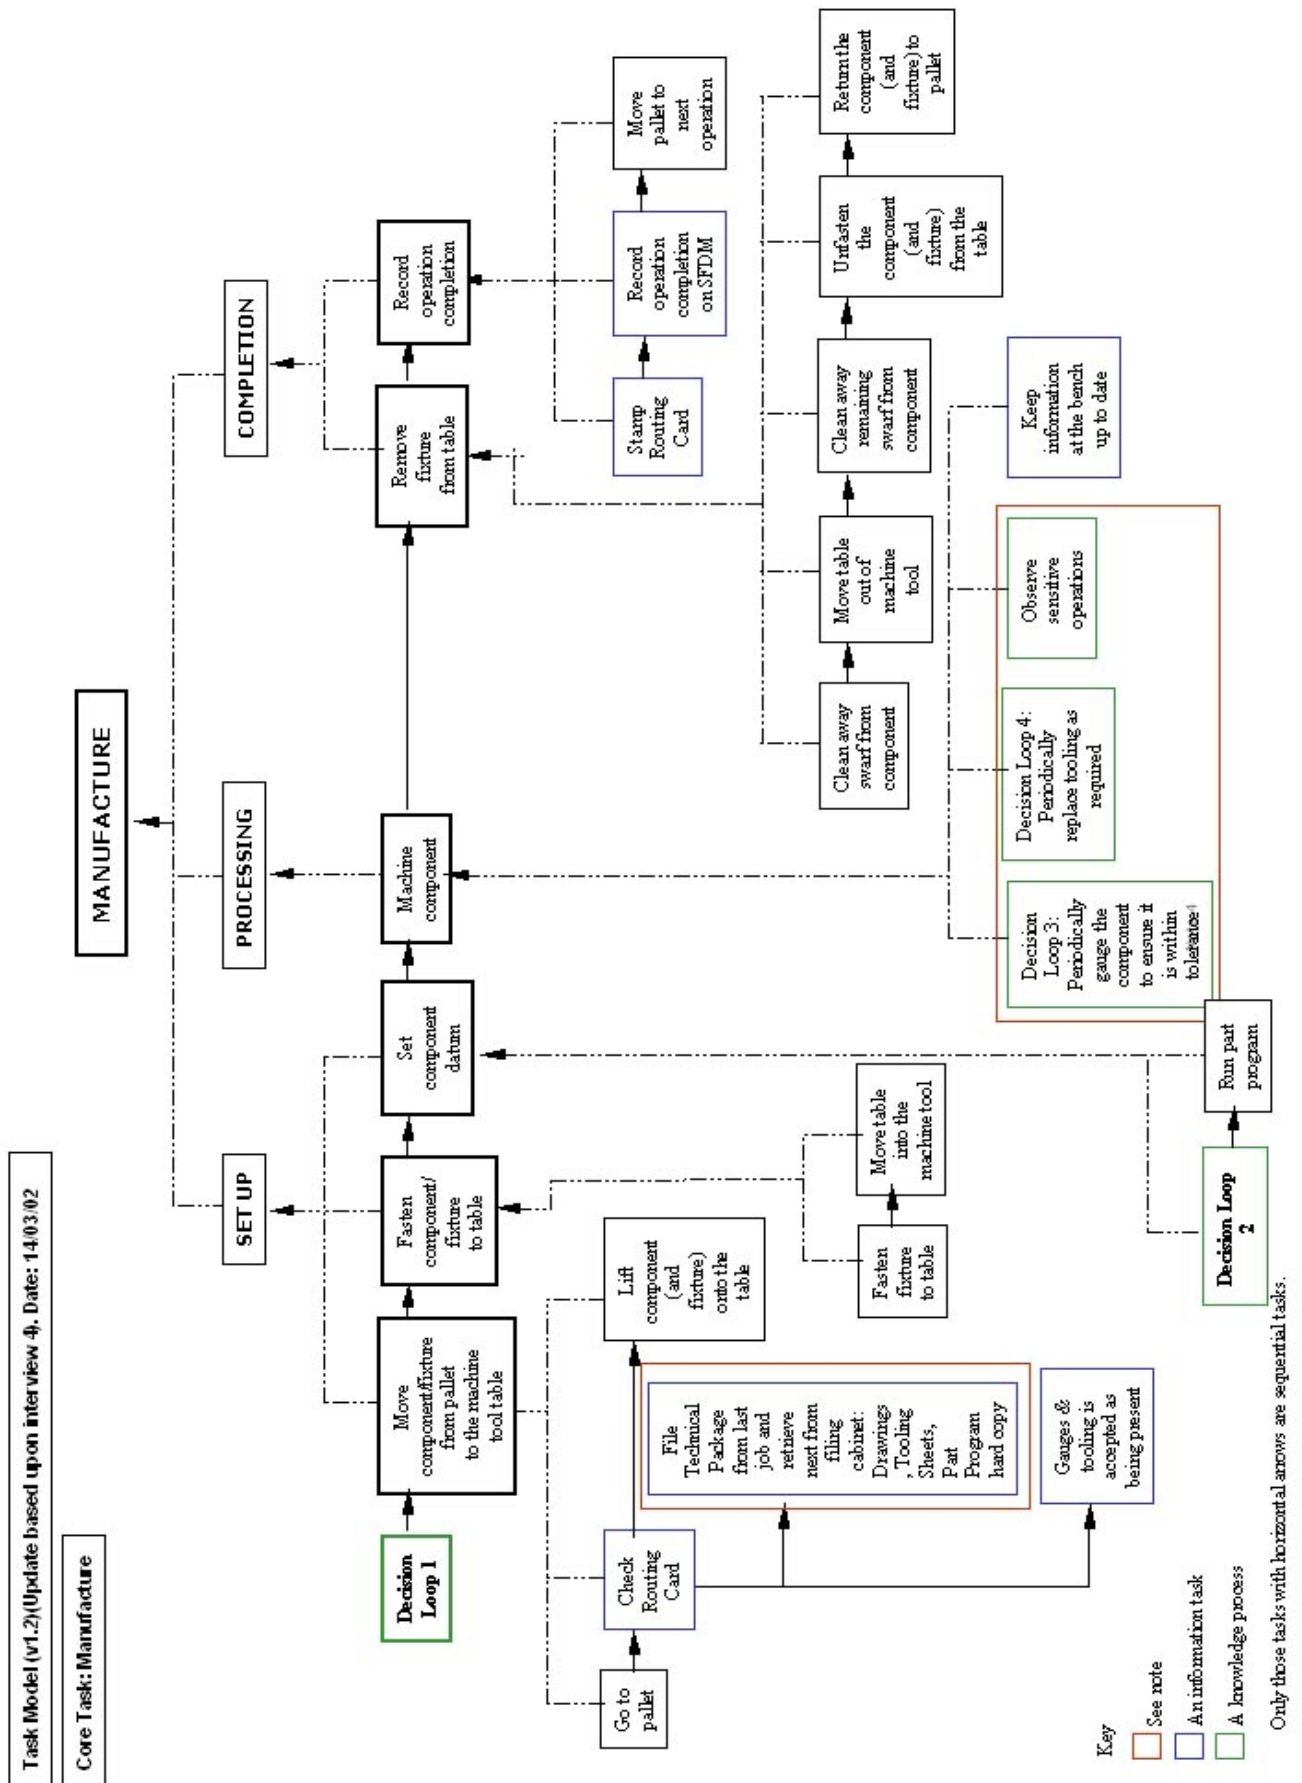 Task Model (v1.2)(Update based upon interview 4). Date: 14/03/02
Core Task: Manufacture
MANUFACTURE
SET UP
PROCESSING
COMPLETION
Decision
Loop 1
Move
component/fixture
from pallet
to the machine
tool table
Fasten
component/
fixture
to table
Set
component
datum
Machine
component
Remove
fixture
from table
Record
operation
completion
Go to
pallet
Check
Routing
Card
Lift
component
(and
fixture)
onto the
table
File
Technical
Package
from last
job and
retrieve
next from
filing
cabinet:
Drawings
, Tooling
Sheets,
Part
Program
hard copy
Gauges &
tooling is
accepted as
being present
Fasten
fixture
to table
Move table
into the
machine tool
Stamp
Routing
Card
Record
operation
completion
on SFDM
Move
pallet to
next
operation
Clean away
swarf from
component
Move table
out of
machine
tool
Clean away
remaining
swarf from
component
Unfasten
the
component
(and
fixture)
from the
table
Return the
component
(and
fixture) to
pallet
Decision
Loop 3:
Periodically
gauge the
component
to ensure it
is within
tolerance4
Decision Loop 4:
Periodically
replace tooling as
required
Observe
sensitive
operations
Keep
information
at the bench
up to date
Decision Loop
2
Run part
program
Key
See note
An information task
A knowledge process
Only those tasks with horizontal arrows are sequential tasks.